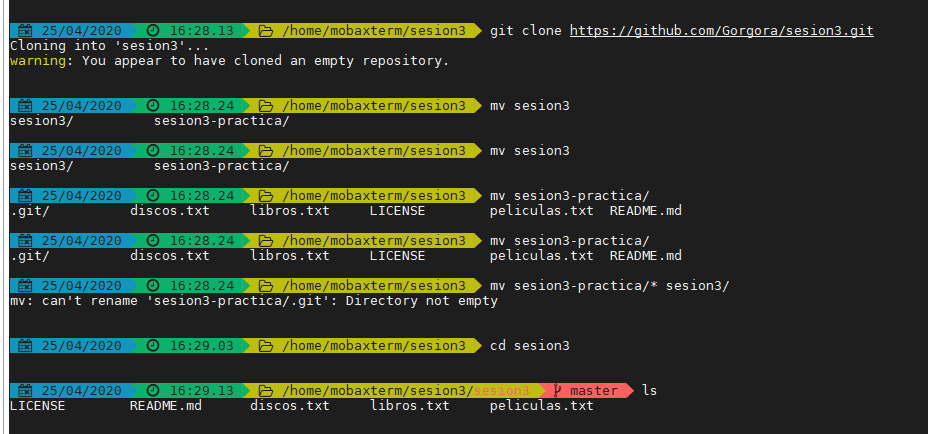 25/04/2020 16:28.13 /home/mobaxterm/sesion3 git clone https://github.com/Gorgora/sesion3.git
Cloning into 'sesion3'...
warning: You appear to have cloned an empty repository.
25/04/2020 16:28.24 /home/mobaxterm/sesion3 mv sesion3
sesion3/ sesion3-practica/
25/04/2020 16:28.24 /home/mobaxterm/sesion3 mv sesion3
sesion3/ sesion3-practica/
25/04/2020 16:28.24 /home/mobaxterm/sesion3 mv sesion3-practica/
.git/ discos.txt libros.txt LICENSE peliculas.txt README.md
25/04/2020 16:28.24 /home/mobaxterm/sesion3 mv sesion3-practica/
.git/ discos.txt libros.txt LICENSE peliculas.txt README.md
25/04/2020 16:28.24 /home/mobaxterm/sesion3 mv sesion3-practica/* sesion3/
mv: can't rename 'sesion3-practica/.git': Directory not empty
25/04/2020 16:29.03 /home/mobaxterm/sesion3 cd sesion3
25/04/2020 16:29.13 /home/mobaxterm/sesion3/sesion3 master ls
LICENSE README.md discos.txt libros.txt peliculas.txt